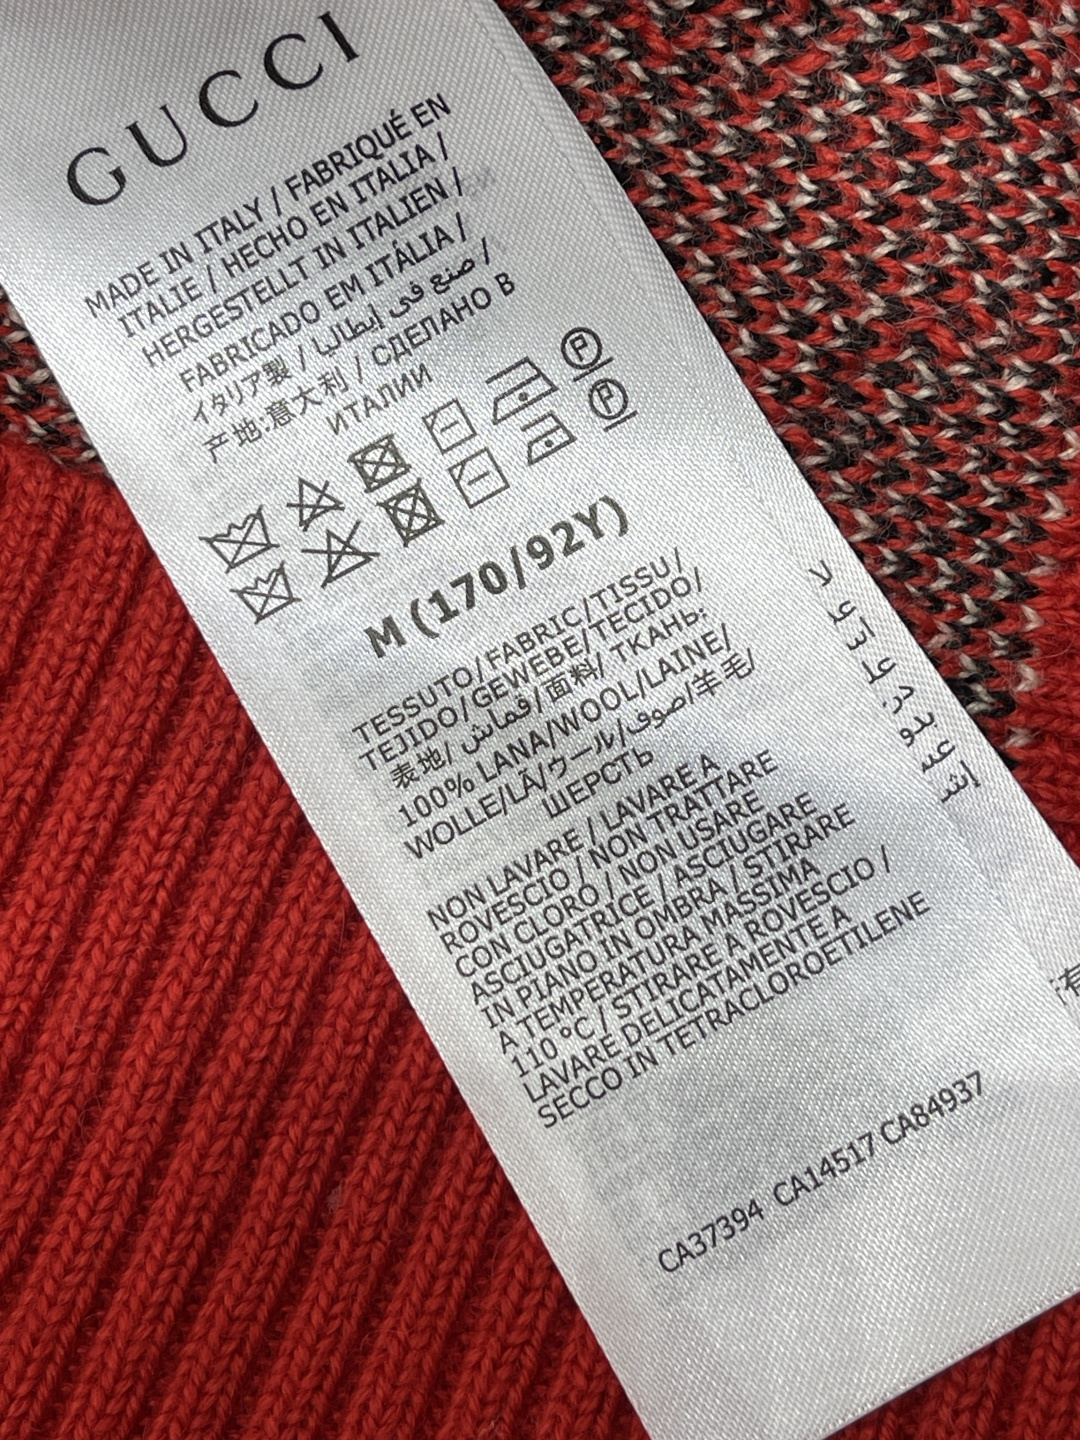 GUCCI
MADE IN ITALY / FABRIQUÉ EN
ITALIE / HECHO EN ITALIA /
HERGESTELLT IN ITALIEN /
FABRICADO EM ITÁLIA /
イタリア製 / صنع في إيطاليا /
产地:意大利 / СДЕЛАНО В
ИТАЛИИ
M (170/92Y)
TESSUTO/FABRIC/TISSU/
TEJIDO/GEWEBE/TECIDO/
表地/قماش/面料/ТКАНЬ:
100% LANA/WOOL/LAINE/
WOLLE/LÃ/ウール/صوف/羊毛/
ШЕРСТЬ
NON LAVARE / LAVARE A
ROVESCIO / NON TRATTARE
CON CLORO / NON USARE
ASCIUGATRICE / ASCIUGARE
IN PIANO IN OMBRA / STIRARE
A TEMPERATURA MASSIMA
110 °C / STIRARE A ROVESCIO /
LAVARE DELICATAMENTE A
SECCO IN TETRACLOROETILENE
CA37394 CA14517 CA84937